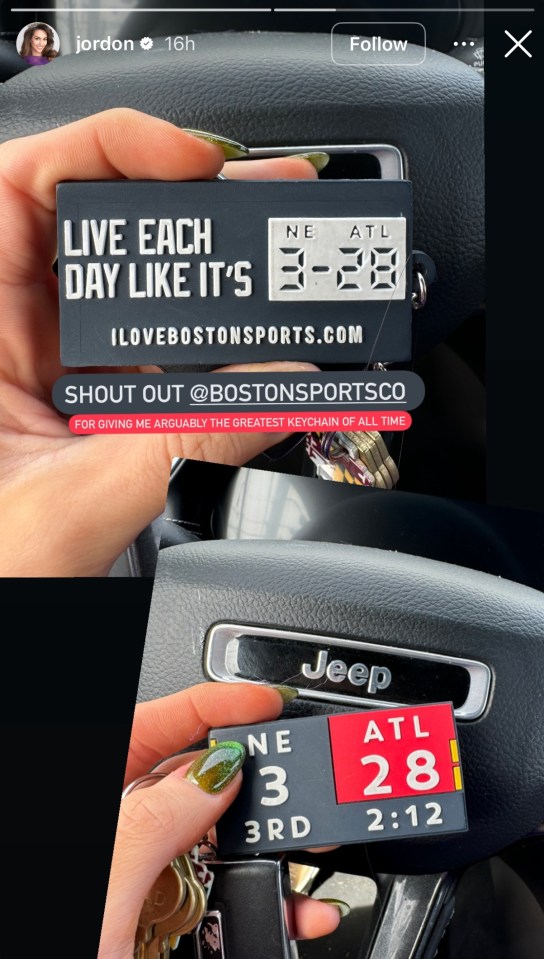 jordon 16h Follow
LIVE EACH
DAY LIKE IT'S
NE ATL
3-28
ILOVEBOSTONSPORTS.COM
SHOUT OUT @BOSTONSPORTSCO
FOR GIVING ME ARGUABLY THE GREATEST KEYCHAIN OF ALL TIME
Jeep
NE ATL
3 28
3RD 2:12